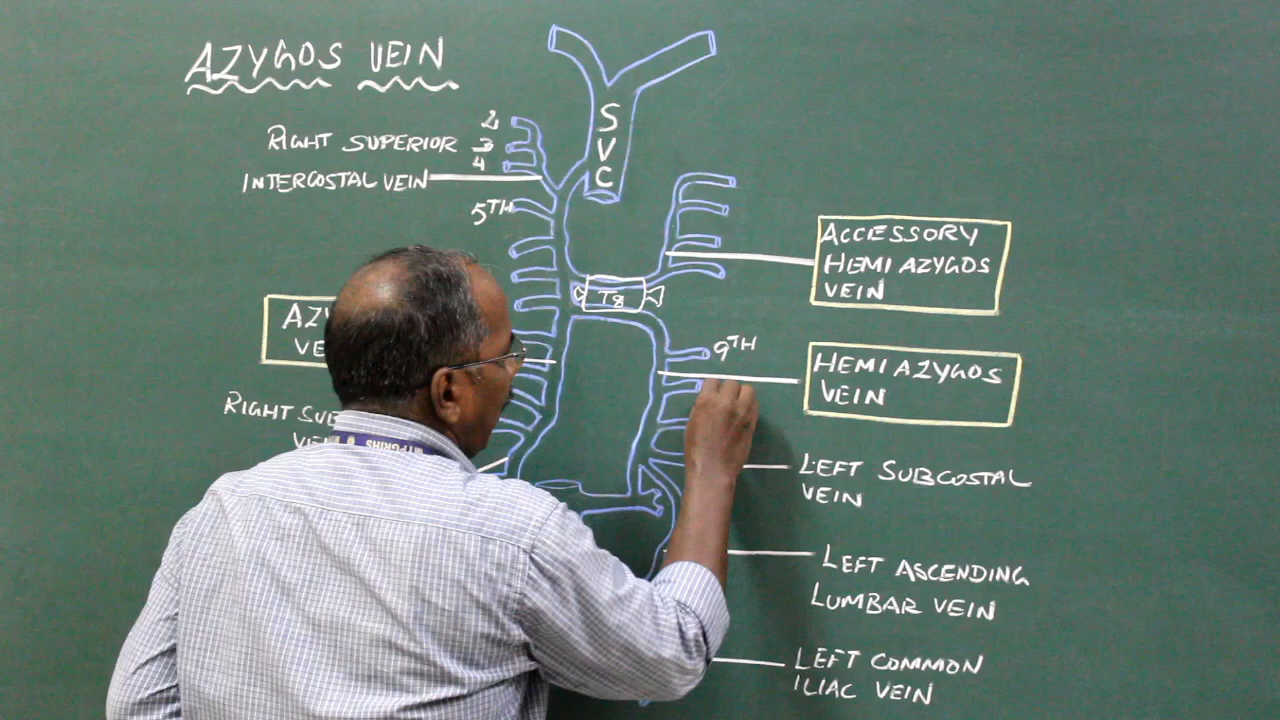 AZYGOS VEIN
S
V
C
2
RIGHT SUPERIOR 3
4
INTERCOSTAL VEIN
5TH
ACCESSORY
HEMI AZYGOS
VEIN
T8
9TH
HEMI AZYGOS
VEIN
RIGHT
LEFT SUBCOSTAL
VEIN
LEFT ASCENDING
LUMBAR VEIN
LEFT COMMON
ILIAC VEIN